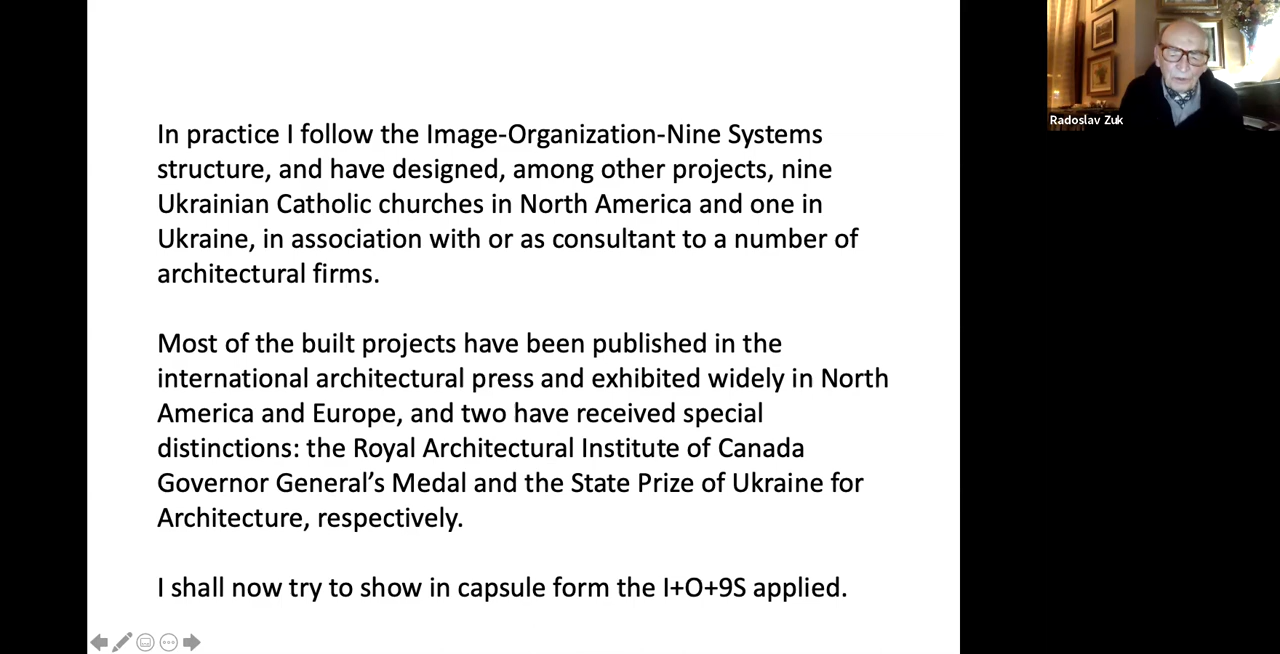 In practice I follow the Image-Organization-Nine Systems
structure, and have designed, among other projects, nine
Ukrainian Catholic churches in North America and one in
Ukraine, in association with or as consultant to a number of
architectural firms.
Most of the built projects have been published in the
international architectural press and exhibited widely in North
America and Europe, and two have received special
distinctions: the Royal Architectural Institute of Canada
Governor General’s Medal and the State Prize of Ukraine for
Architecture, respectively.
I shall now try to show in capsule form the I+O+9S applied.
Radoslav Zuk